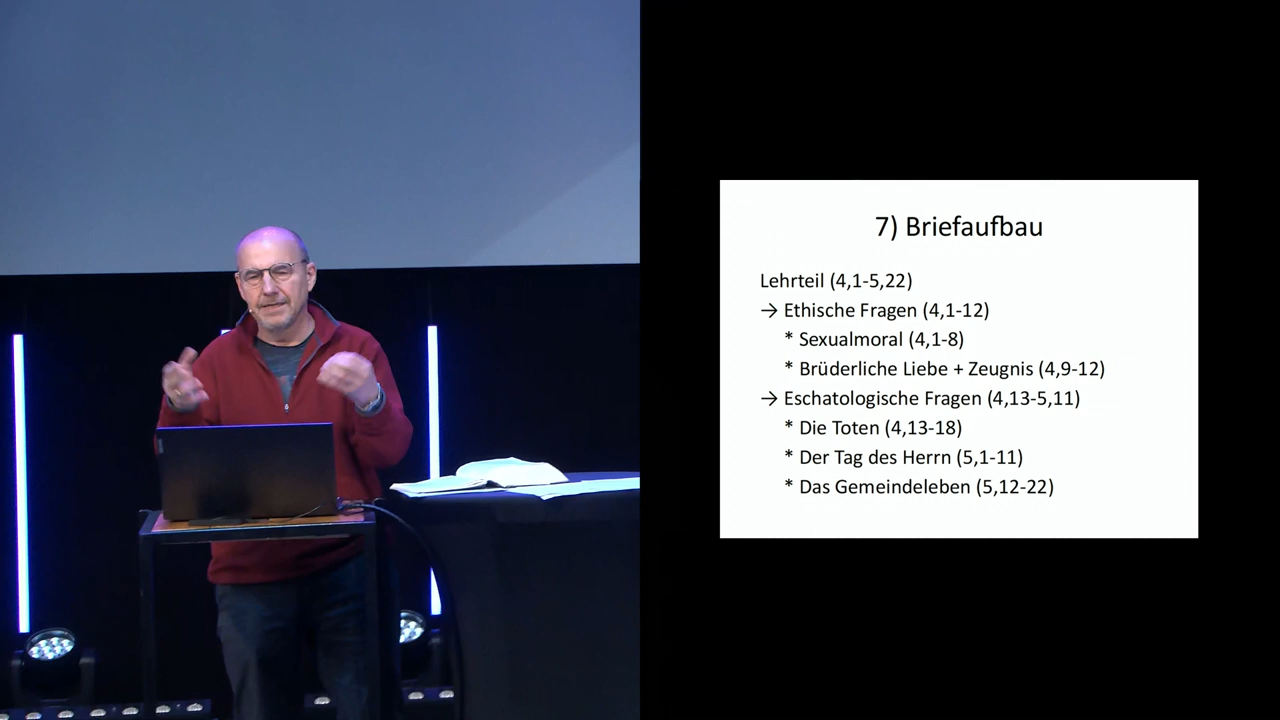 7) Briefaufbau
Lehrteil (4,1-5,22)
→ Ethische Fragen (4,1-12)
* Sexualmoral (4,1-8)
* Brüderliche Liebe + Zeugnis (4,9-12)
→ Eschatologische Fragen (4,13-5,11)
* Die Toten (4,13-18)
* Der Tag des Herrn (5,1-11)
* Das Gemeindeleben (5,12-22)